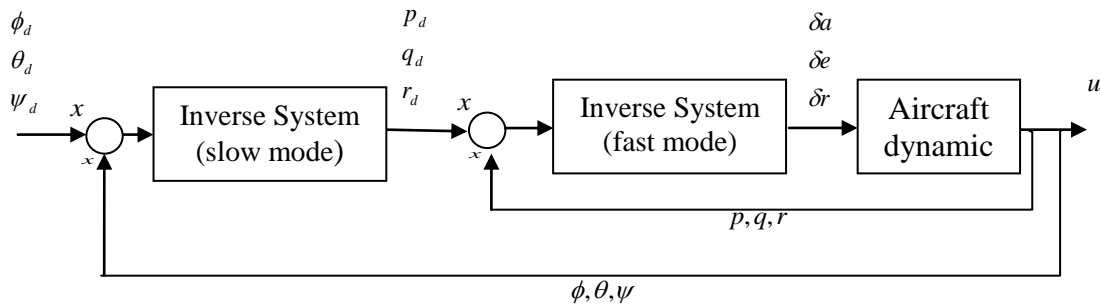 ϕ_d
θ_d
ψ_d
x
x
Inverse System
(slow mode)
p_d
q_d
r_d
x
x
Inverse System
(fast mode)
δa
δe
δr
Aircraft
dynamic
u
p, q, r
ϕ, θ, ψ